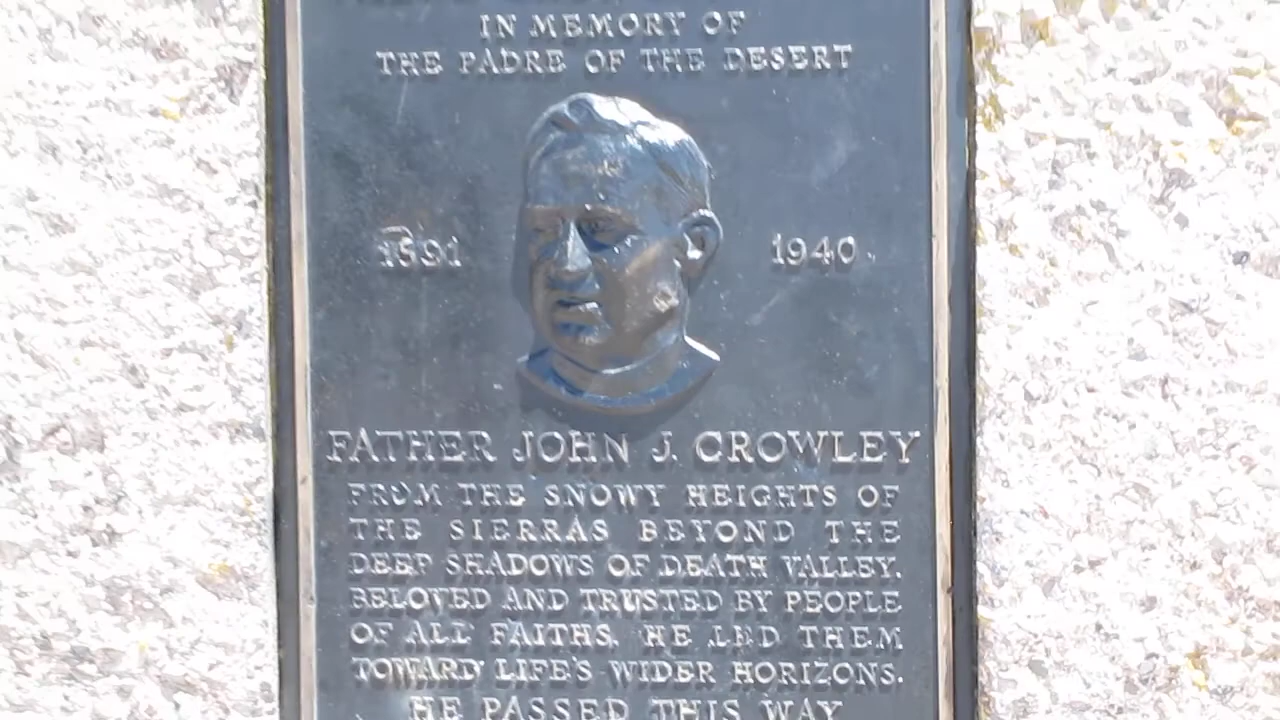 IN MEMORY OF
THE PADRE OF THE DESERT
1891 1940
FATHER JOHN J. CROWLEY
FROM THE SNOWY HEIGHTS OF
THE SIERRAS BEYOND THE
DEEP SHADOWS OF DEATH VALLEY.
BELOVED AND TRUSTED BY PEOPLE
OF ALL FAITHS. HE LED THEM
TOWARD LIFE'S WIDER HORIZONS.
HE PASSED THIS WAY